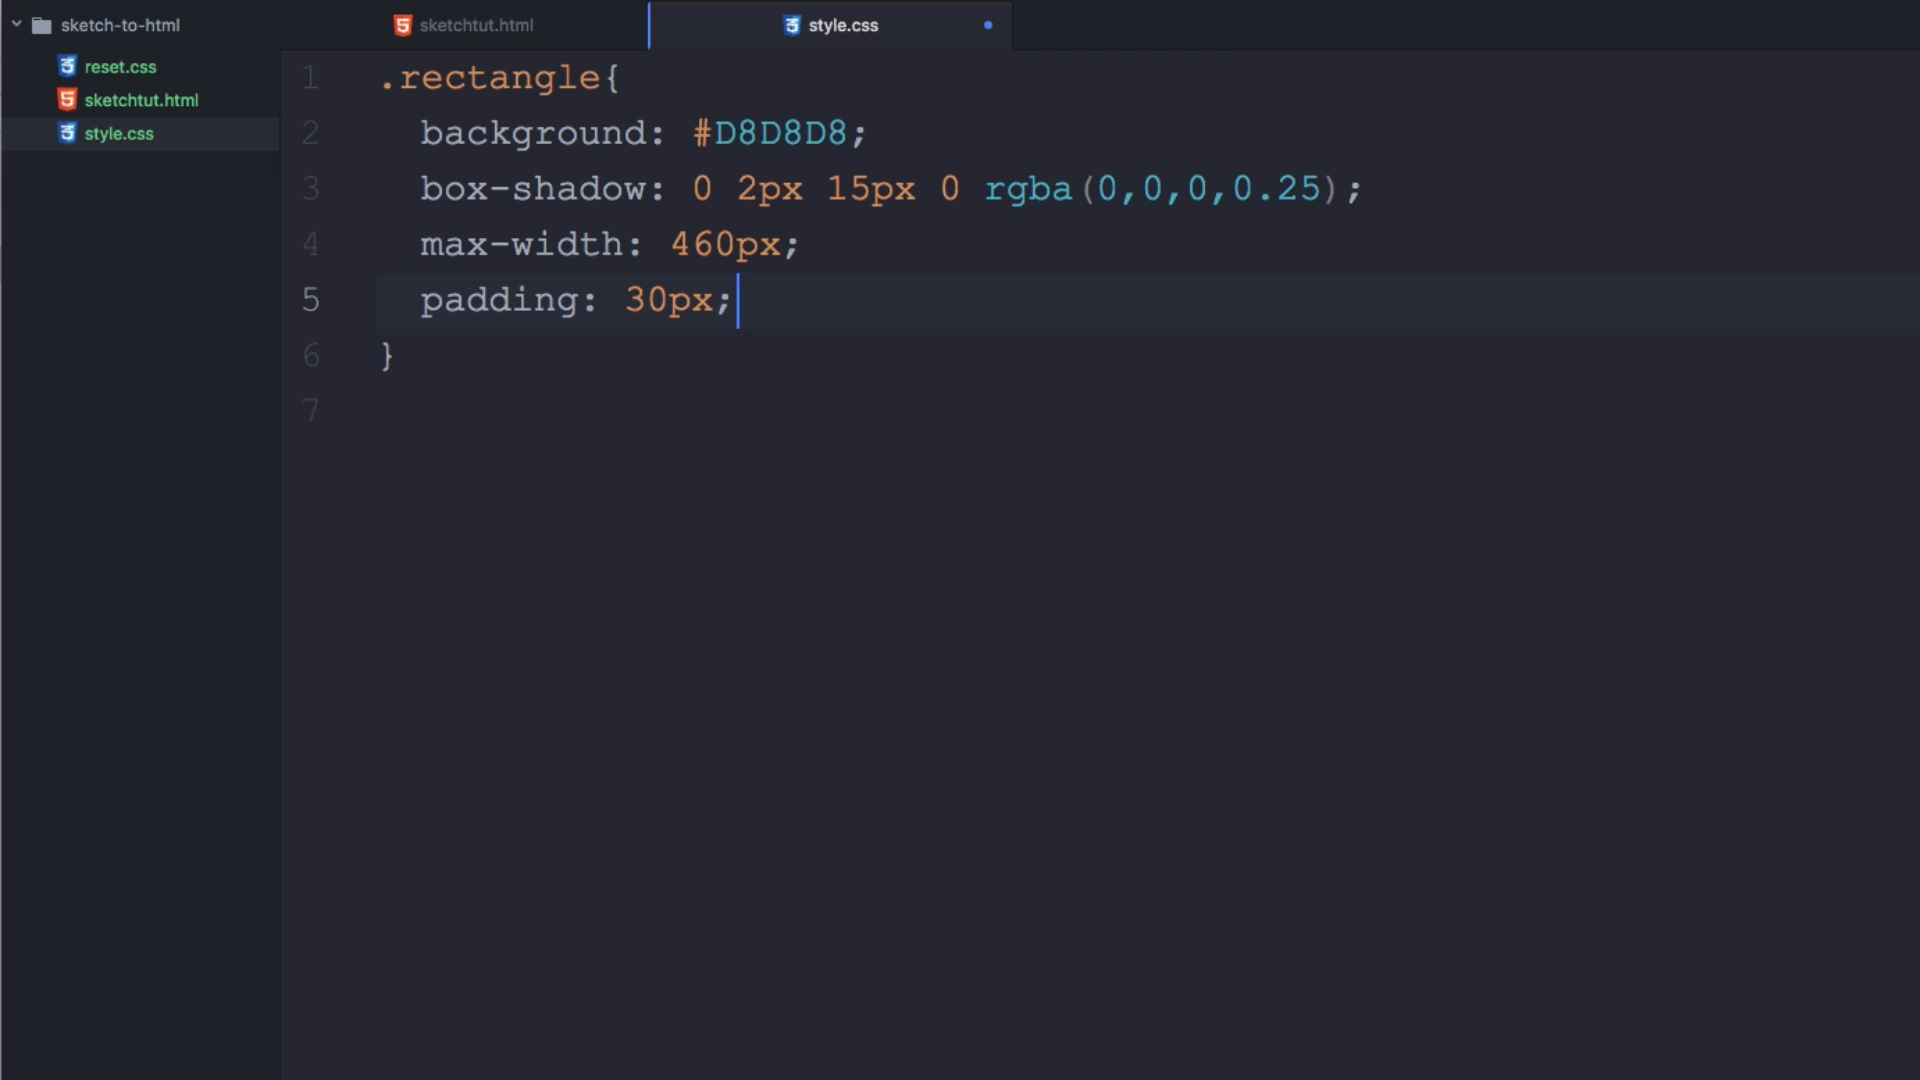 sketch-to-html
reset.css
sketchtut.html
style.css
sketchtut.html
style.css
1 .rectangle{
2 background: #D8D8D8;
3 box-shadow: 0 2px 15px 0 rgba(0,0,0,0.25);
4 max-width: 460px;
5 padding: 30px;
6 }
7